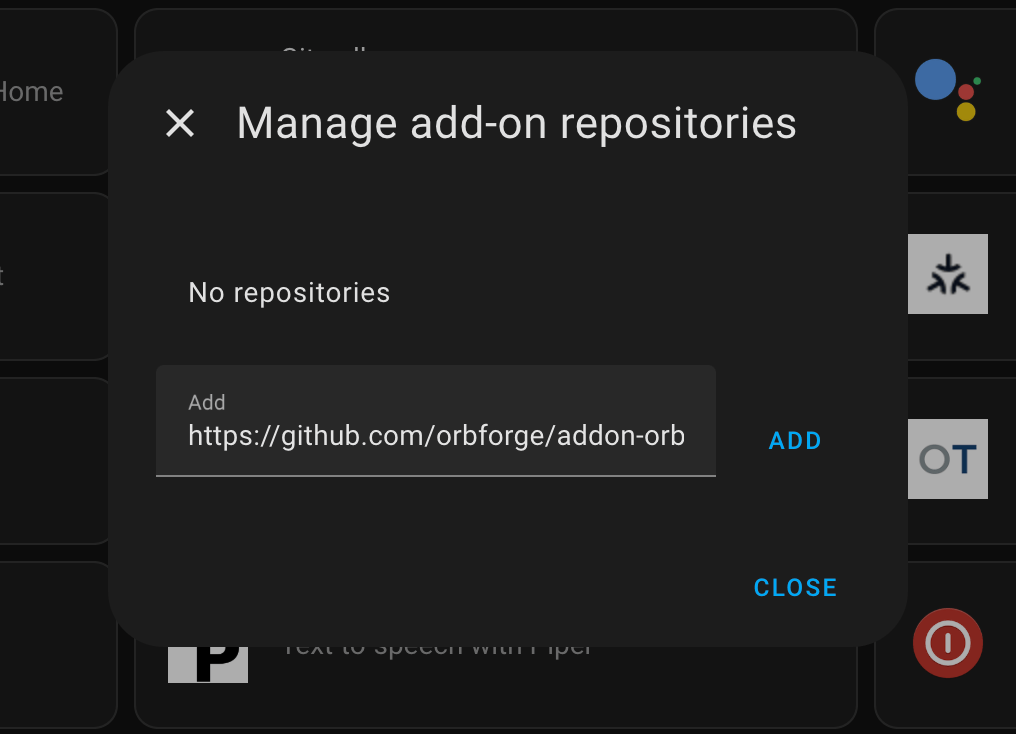 Home
Manage add-on repositories
No repositories
Add
https://github.com/orbforge/addon-orb
ADD
OT
CLOSE
Text to speech with Piper
P